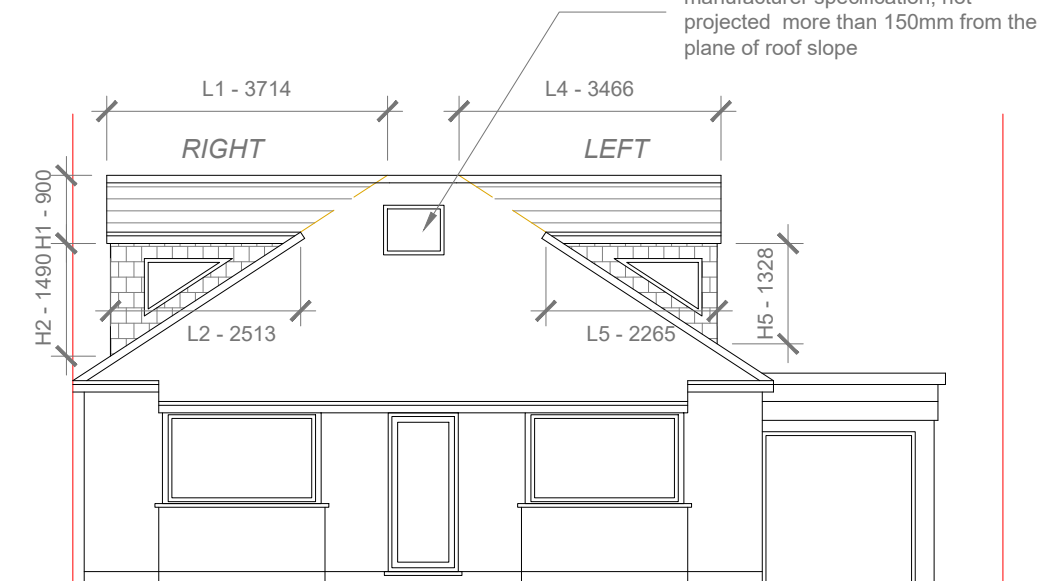 manufacturer specification, not
projected more than 150mm from the
plane of roof slope
L1 - 3714
L4 - 3466
RIGHT
LEFT
H1 - 900
H2 - 1490
H5 - 1328
L2 - 2513
L5 - 2265